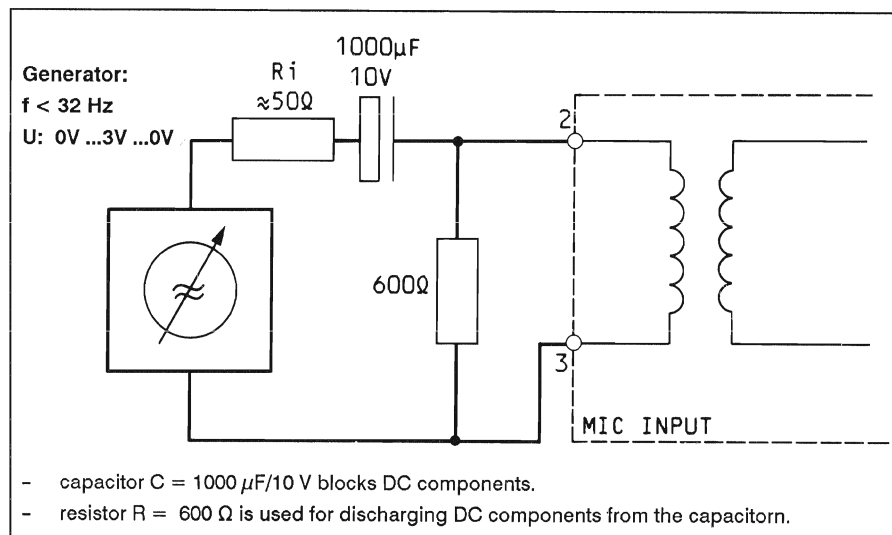 Generator:
f < 32 Hz
U: 0V ...3V ...0V
Ri
≈50Ω
1000µF
10V
2
600Ω
3
MIC INPUT
- capacitor C = 1000 µF/10 V blocks DC components.
- resistor R = 600 Ω is used for discharging DC components from the capacitorn.